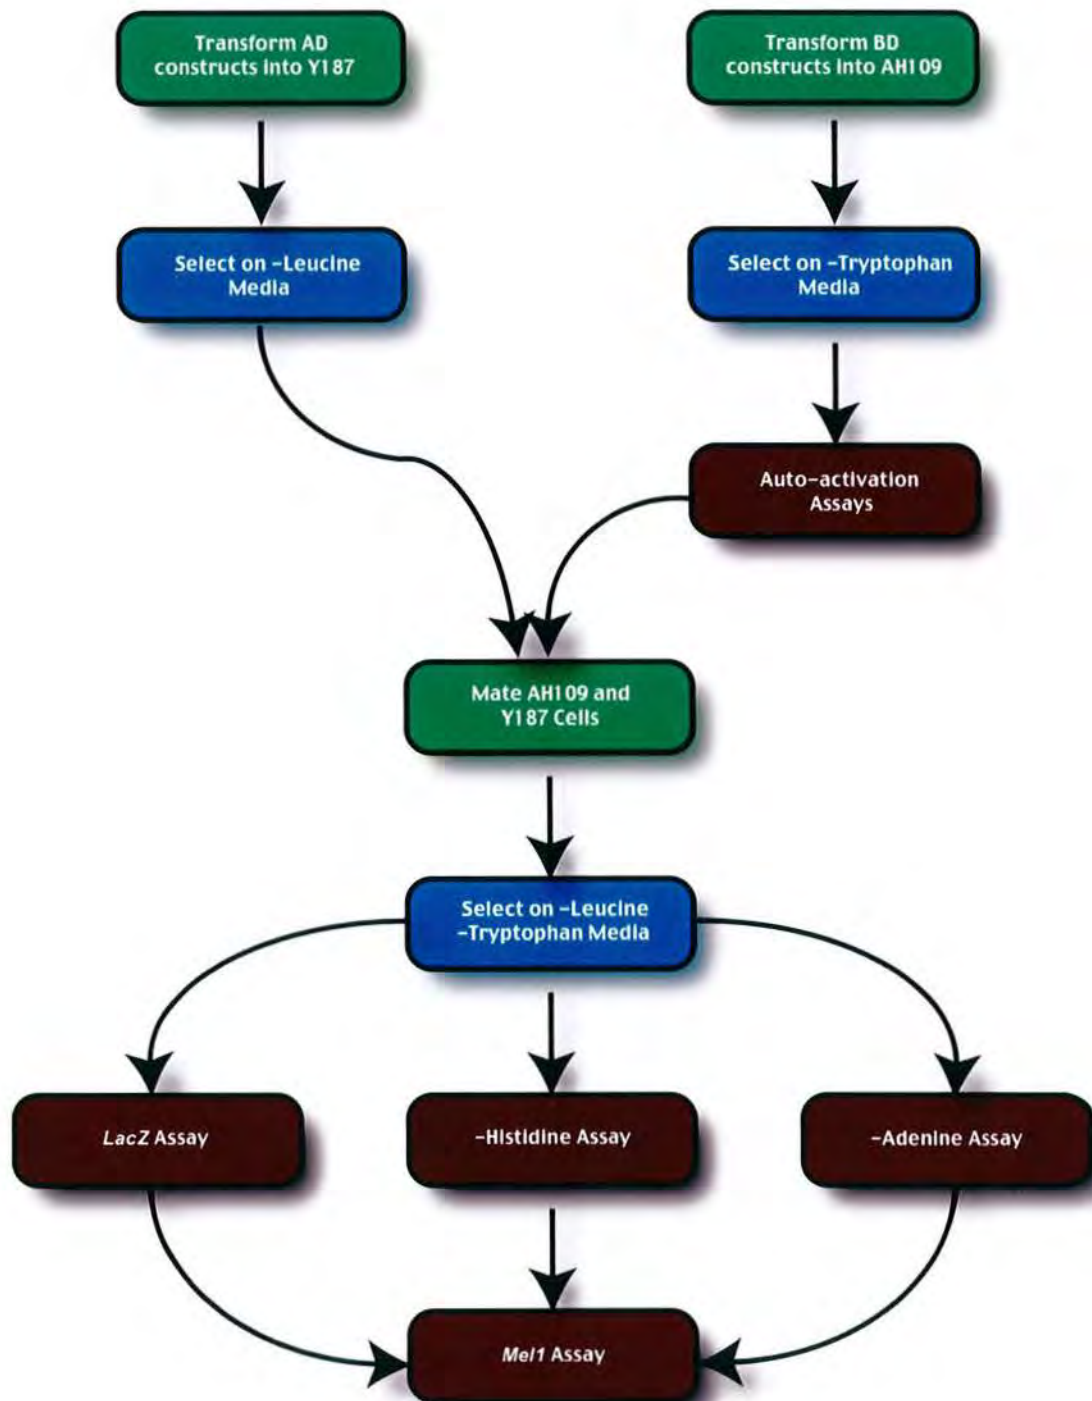 Transform AD
constructs into Y187
Transform BD
constructs into AH109
Select on -Leucine
Media
Select on -Tryptophan
Media
Auto-activation
Assays
Mate AH109 and
Y187 Cells
Select on -Leucine
-Tryptophan Media
LacZ Assay
-Histidine Assay
-Adenine Assay
Mel1 Assay